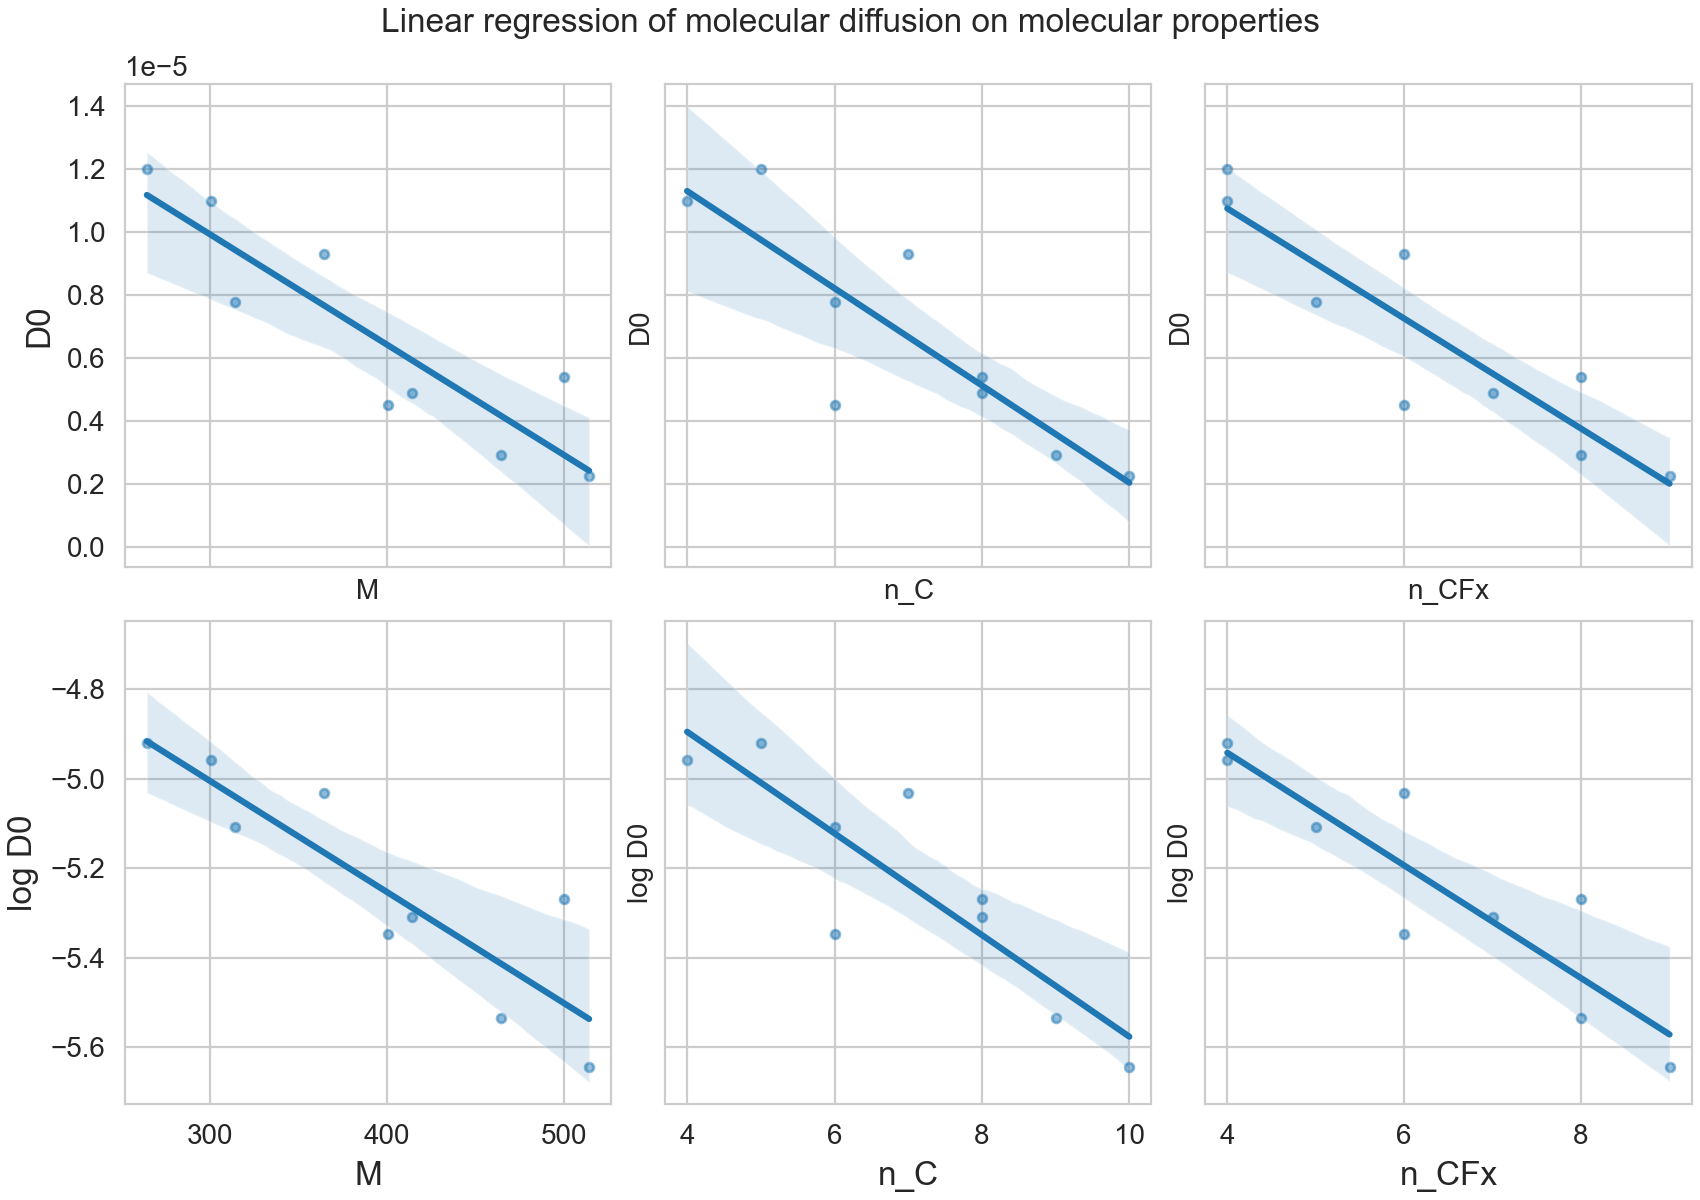 Linear regression of molecular diffusion on molecular properties
1e−5
1.4
1.2
1.0
0.8
0.6
0.4
0.2
0.0
D0
M
D0
n_C
D0
n_CFx
−4.8
−5.0
−5.2
−5.4
−5.6
log D0
300 400 500
M
log D0
4 6 8 10
n_C
log D0
4 6 8
n_CFx